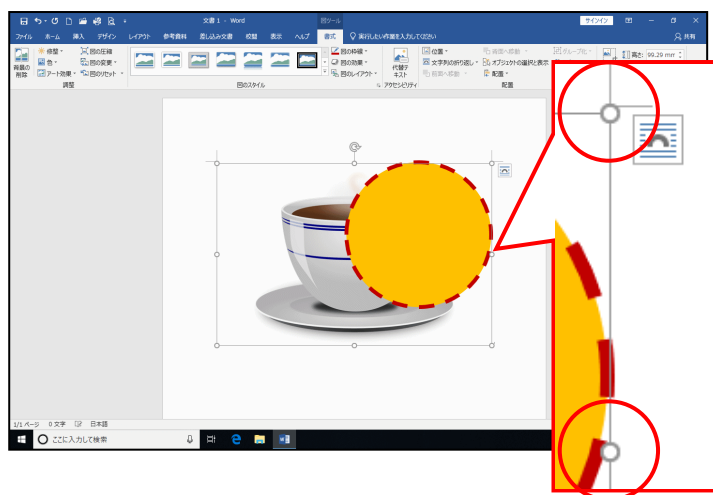 文書 1 - Word
図ツール
サインイン
ファイル ホーム 挿入 デザイン レイアウト 参考資料 差し込み文書 校閲 表示 ヘルプ 書式 実行したい作業を入力してください
共有
修整
色
アート効果
図の圧縮
図の変更
図のリセット
背景の
削除
図の枠線
図の効果
図のレイアウト
代替テ
キスト
位置
文字列の折り返し
背面へ移動
前面へ移動
オブジェクトの選択と表示
グループ化
配置
高さ: 99.29 mm
調整
図のスタイル
アクセシビリティ
配置
1/1 ページ 0 文字 日本語
ここに入力して検索